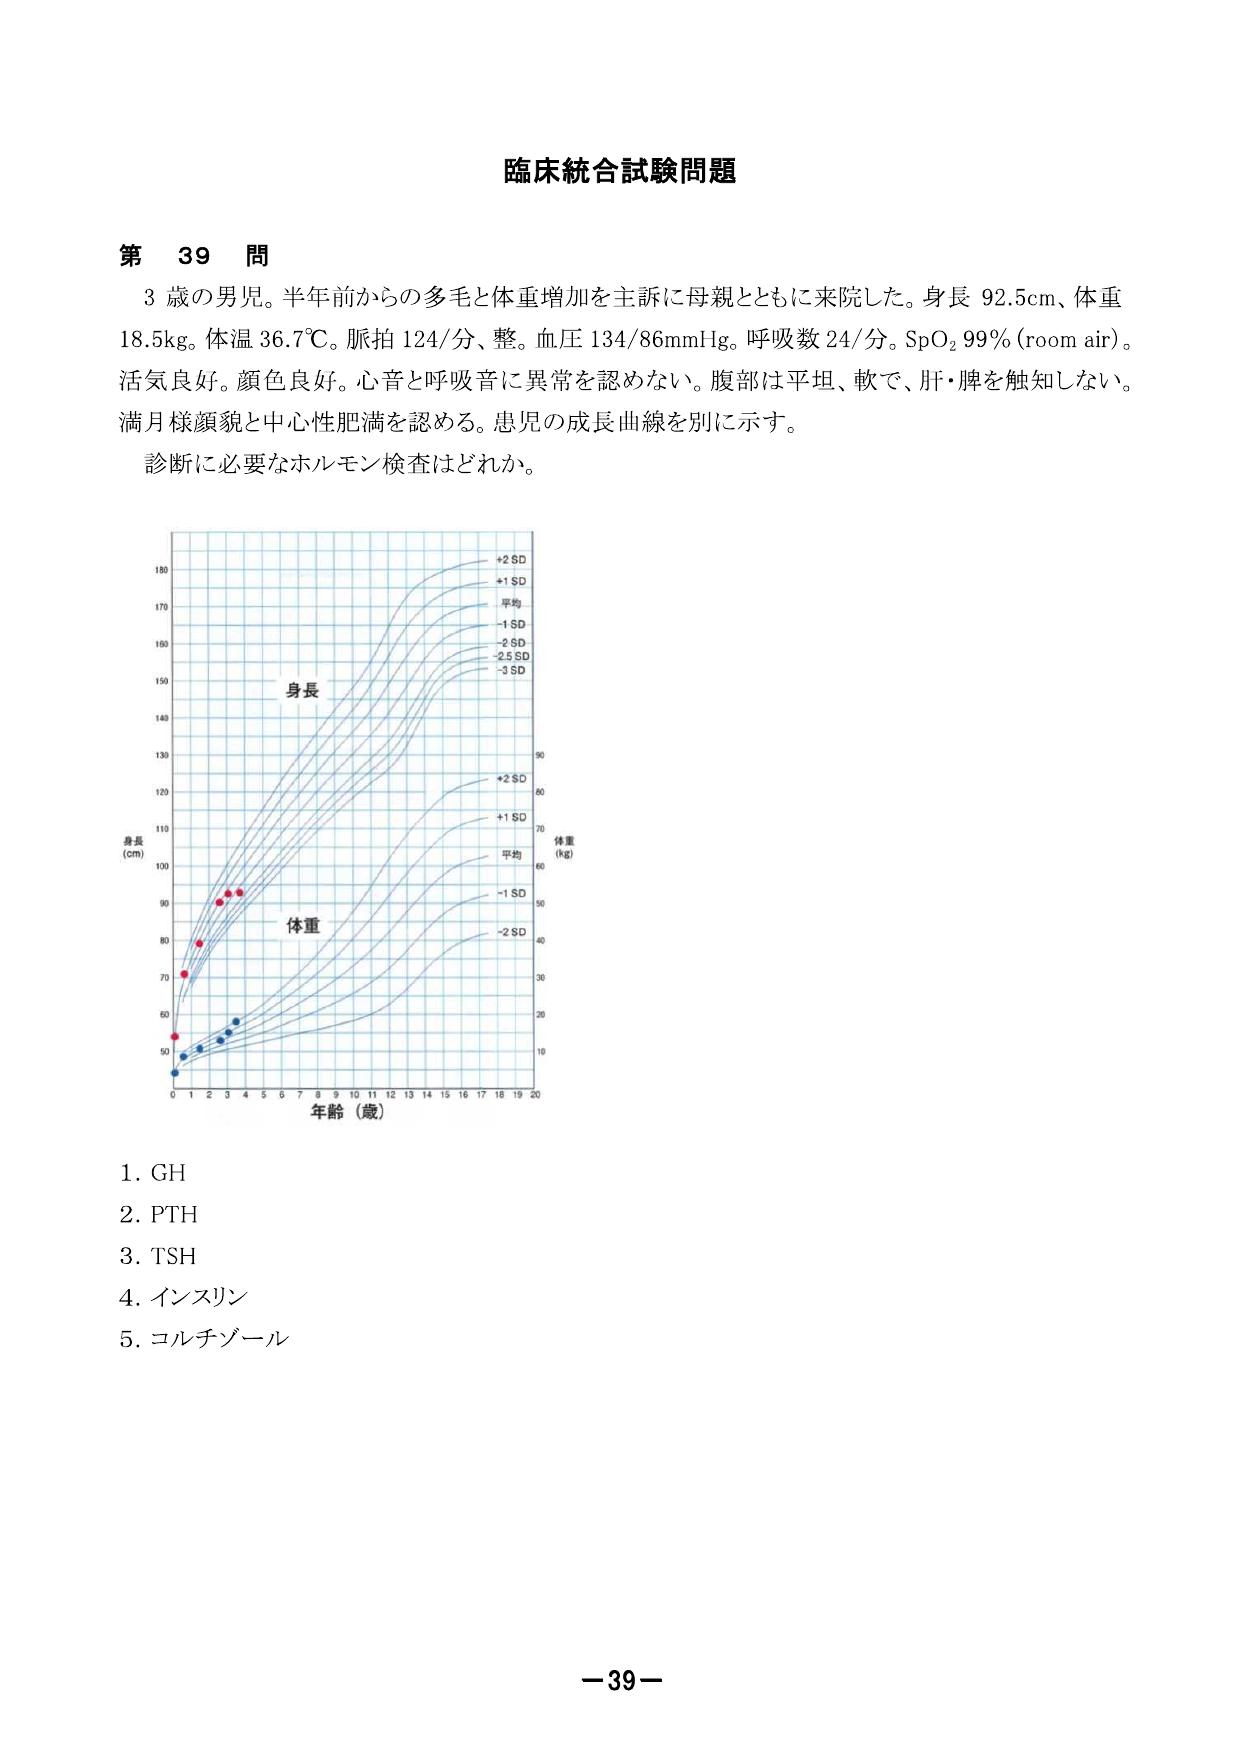 臨床統合試験問題
第 39 問
3 歳の男児。半年前からの多毛と体重増加を主訴に母親とともに来院した。身長 92.5cm、体重
18.5kg。体温 36.7℃。脈拍 124/分、整。血圧 134/86mmHg。呼吸数 24/分。SpO₂ 99%(room air)。
活気良好。顔色良好。心音と呼吸音に異常を認めない。腹部は平坦、軟で、肝・脾を触知しない。
満月様顔貌と中心性肥満を認める。患児の成長曲線を別に示す。
診断に必要なホルモン検査はどれか。
+2 SD
180
+1 SD
170
平均
-1 SD
160
-2 SD
-2.5 SD
-3 SD
150
身長
140
130
90
+2 SD
120
80
+1 SD
110
70
身長
(cm)
体重
(kg)
平均
100
60
-1 SD
90
50
体重
-2 SD
80
40
70
30
60
20
50
10
0 1 2 3 4 5 6 7 8 9 10 11 12 13 14 15 16 17 18 19 20
年齢（歳）
1. GH
2. PTH
3. TSH
4. インスリン
5. コルチゾール
－39－